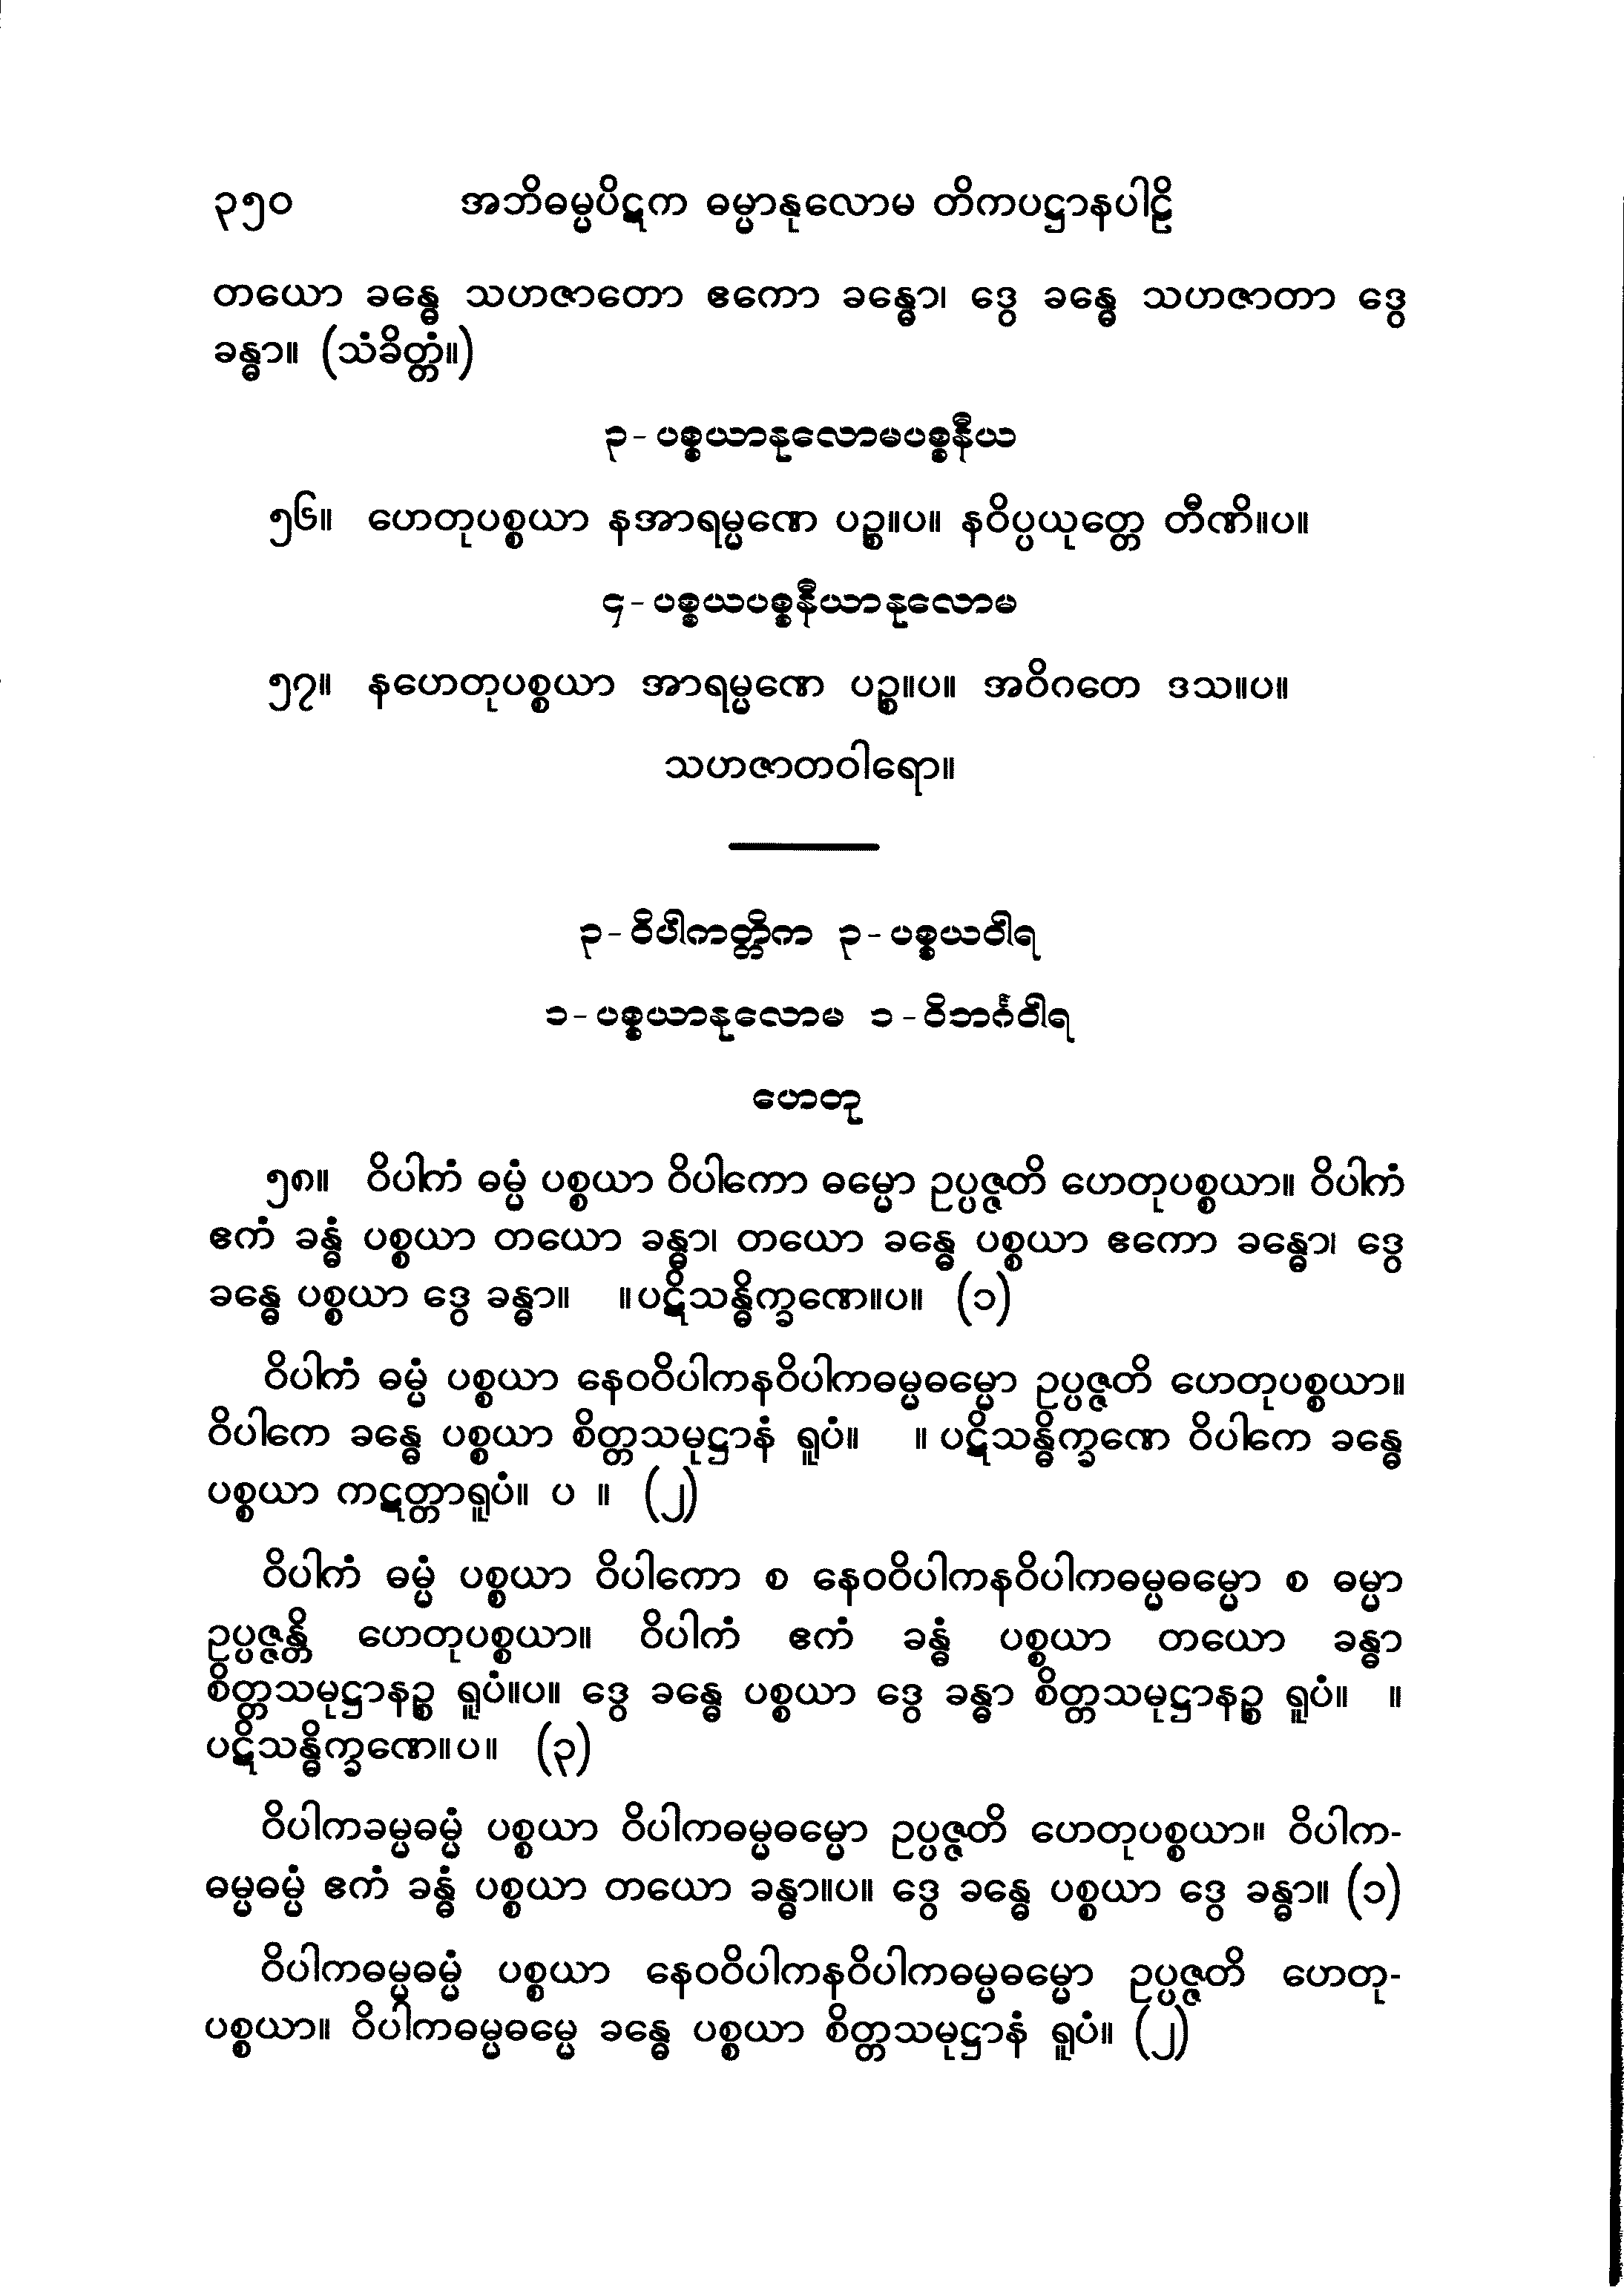 ၃၅၀ အဘိဓမ္မပိဋက ဓမ္မာနုလောမ တိကပဋ္ဌာနပါဠိ
တယော ခန္ဓေ သဟဇာတော ဧကော ခန္ဓော၊ ဒွေ ခန္ဓေ သဟဇာတာ ဒွေ
ခန္ဓာ။ (သံခိတ္တံ။)
၃-ပစ္စယာနုလောမပစ္စနီယ
၅၆။ ဟေတုပစ္စယာ နအာရမ္မဏေ ပဉ္စ။ပ။ နဝိပ္ပယုတ္တေ တီဏိ။ပ။
၄-ပစ္စယပစ္စနီယာနုလောမ
၅၇။ နဟေတုပစ္စယာ အာရမ္မဏေ ပဉ္စ။ပ။ အဝိဂတေ ဒသ။ပ။
သဟဇာတဝါရော။
၃-ဝိပါကတ္တိက ၃-ပစ္စယဝါရ
၁-ပစ္စယာနုလောမ ၁-ဝိဘင်္ဂဝါရ
ဟေတု
၅၈။ ဝိပါကံ ဓမ္မံ ပစ္စယာ ဝိပါကော ဓမ္မော ဥပ္ပဇ္ဇတိ ဟေတုပစ္စယာ။ ဝိပါကံ
ဧကံ ခန္ဓံ ပစ္စယာ တယော ခန္ဓာ၊ တယော ခန္ဓေ ပစ္စယာ ဧကော ခန္ဓော၊ ဒွေ
ခန္ဓေ ပစ္စယာ ဒွေ ခန္ဓာ။ ။ပဋိသန္ဓိက္ခဏေ။ပ။ (၁)
ဝိပါကံ ဓမ္မံ ပစ္စယာ နေဝဝိပါကနဝိပါကဓမ္မဓမ္မော ဥပ္ပဇ္ဇတိ ဟေတုပစ္စယာ။
ဝိပါကေ ခန္ဓေ ပစ္စယာ စိတ္တသမုဋ္ဌာနံ ရူပံ။ ။ ပဋိသန္ဓိက္ခဏေ ဝိပါကေ ခန္ဓေ
ပစ္စယာ ကဋတ္တာရူပံ။ ပ ။ (၂)
ဝိပါကံ ဓမ္မံ ပစ္စယာ ဝိပါကော စ နေဝဝိပါကနဝိပါကဓမ္မဓမ္မော စ ဓမ္မာ
ဥပ္ပဇ္ဇန္တိ ဟေတုပစ္စယာ။ ဝိပါကံ ဧကံ ခန္ဓံ ပစ္စယာ တယော ခန္ဓာ
စိတ္တသမုဋ္ဌာနဉ္စ ရူပံ။ပ။ ဒွေ ခန္ဓေ ပစ္စယာ ဒွေ ခန္ဓာ စိတ္တသမုဋ္ဌာနဉ္စ ရူပံ။ ။
ပဋိသန္ဓိက္ခဏေ။ပ။ (၃)
ဝိပါကခမ္မဓမ္မံ ပစ္စယာ ဝိပါကဓမ္မဓမ္မော ဥပ္ပဇ္ဇတိ ဟေတုပစ္စယာ။ ဝိပါက-
ဓမ္မဓမ္မံ ဧကံ ခန္ဓံ ပစ္စယာ တယော ခန္ဓာ။ပ။ ဒွေ ခန္ဓေ ပစ္စယာ ဒွေ ခန္ဓာ။ (၁)
ဝိပါကဓမ္မဓမ္မံ ပစ္စယာ နေဝဝိပါကနဝိပါကဓမ္မဓမ္မော ဥပ္ပဇ္ဇတိ ဟေတု-
ပစ္စယာ။ ဝိပါကဓမ္မဓမ္မေ ခန္ဓေ ပစ္စယာ စိတ္တသမုဋ္ဌာနံ ရူပံ။ (၂)